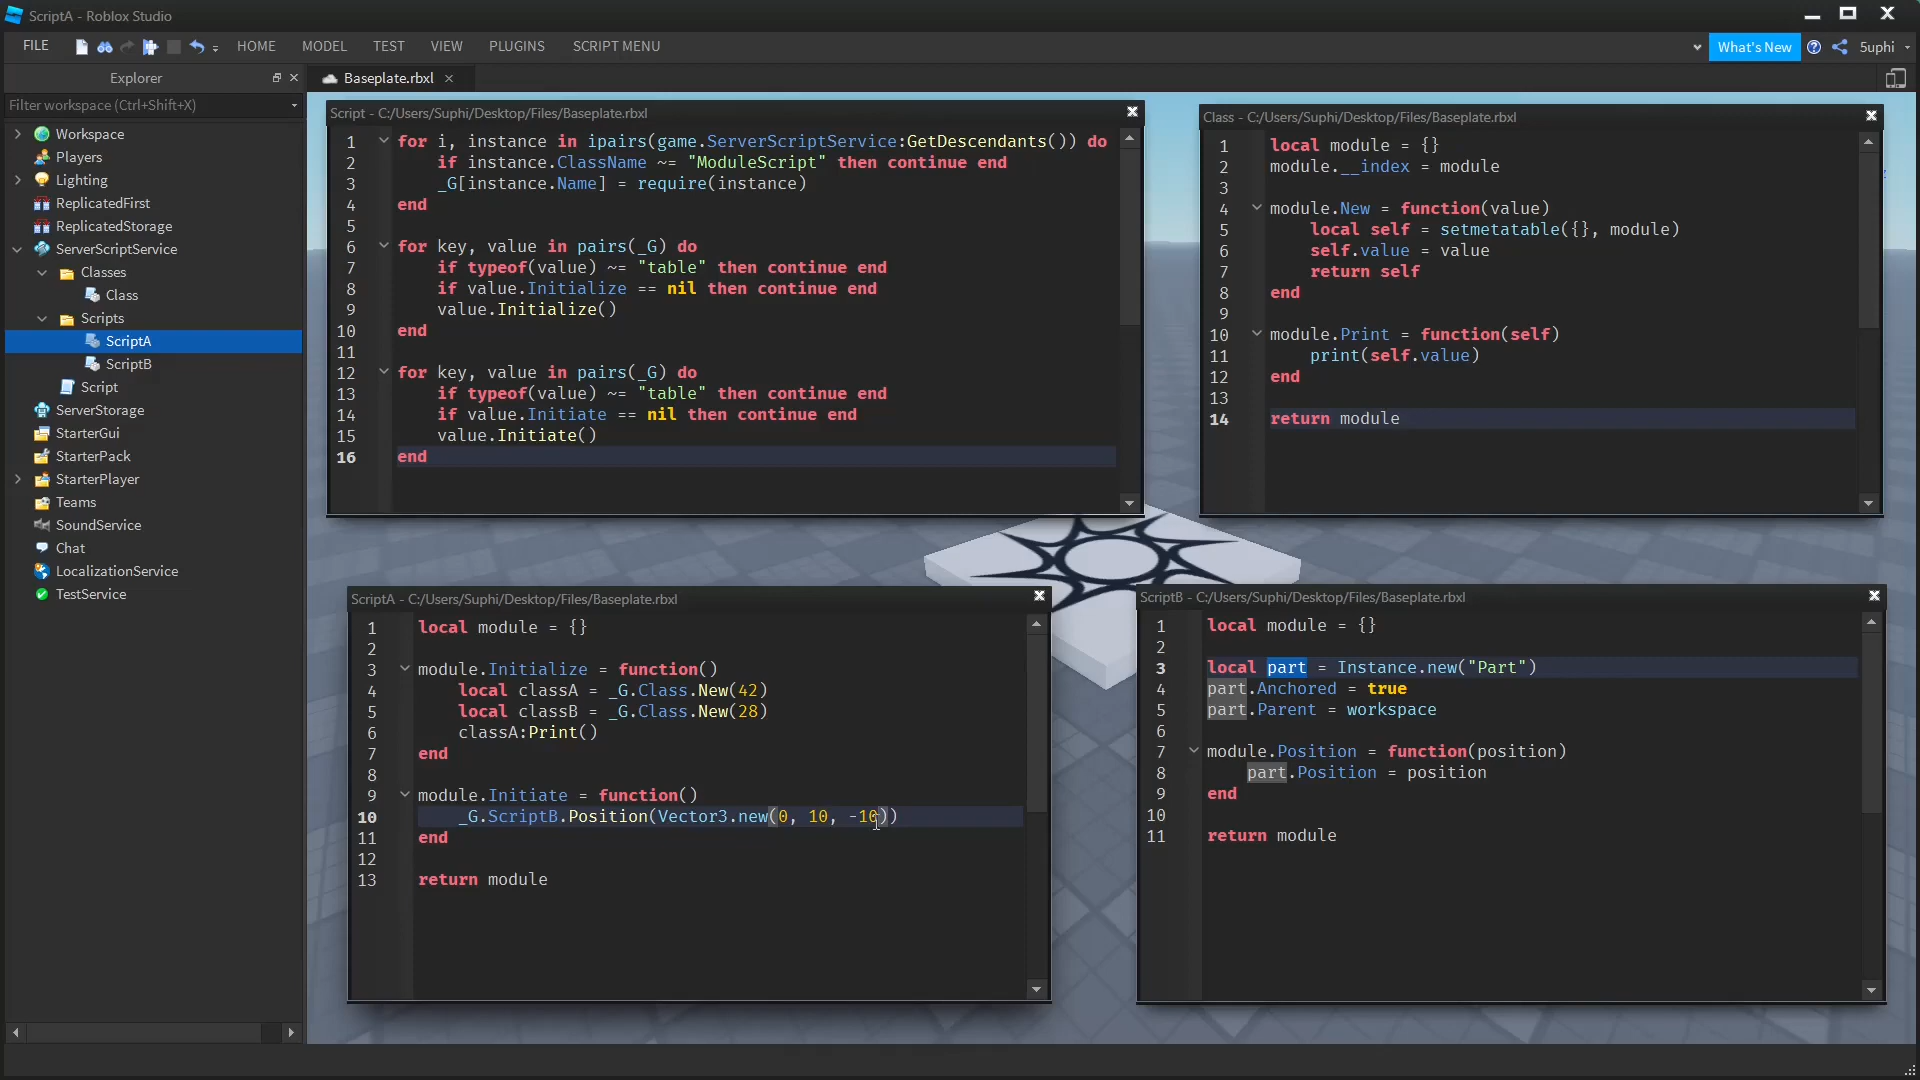 ScriptA - Roblox Studio
FILE HOME MODEL TEST VIEW PLUGINS SCRIPT MENU What's New 5uphi
Explorer
Baseplate.rbxl
Filter workspace (Ctrl+Shift+X)
Workspace
Players
Lighting
ReplicatedFirst
ReplicatedStorage
ServerScriptService
Classes
Class
Scripts
ScriptA
ScriptB
Script
ServerStorage
StarterGui
StarterPack
StarterPlayer
Teams
SoundService
Chat
LocalizationService
TestService
Script - C:/Users/Suphi/Desktop/Files/Baseplate.rbxl
1 for i, instance in ipairs(game.ServerScriptService:GetDescendants()) do
2 if instance.ClassName ~= "ModuleScript" then continue end
3 _G[instance.Name] = require(instance)
4 end
5
6 for key, value in pairs(_G) do
7 if typeof(value) ~= "table" then continue end
8 if value.Initialize == nil then continue end
9 value.Initialize()
10 end
11
12 for key, value in pairs(_G) do
13 if typeof(value) ~= "table" then continue end
14 if value.Initiate == nil then continue end
15 value.Initiate()
16 end
Class - C:/Users/Suphi/Desktop/Files/Baseplate.rbxl
1 local module = {}
2 module.__index = module
3
4 module.New = function(value)
5 local self = setmetatable({}, module)
6 self.value = value
7 return self
8 end
9
10 module.Print = function(self)
11 print(self.value)
12 end
13
14 return module
ScriptA - C:/Users/Suphi/Desktop/Files/Baseplate.rbxl
1 local module = {}
2
3 module.Initialize = function()
4 local classA = _G.Class.New(42)
5 local classB = _G.Class.New(28)
6 classA:Print()
7 end
8
9 module.Initiate = function()
10 _G.ScriptB.Position(Vector3.new(0, 10, -10))
11 end
12
13 return module
ScriptB - C:/Users/Suphi/Desktop/Files/Baseplate.rbxl
1 local module = {}
2
3 local part = Instance.new("Part")
4 part.Anchored = true
5 part.Parent = workspace
6
7 module.Position = function(position)
8 part.Position = position
9 end
10
11 return module